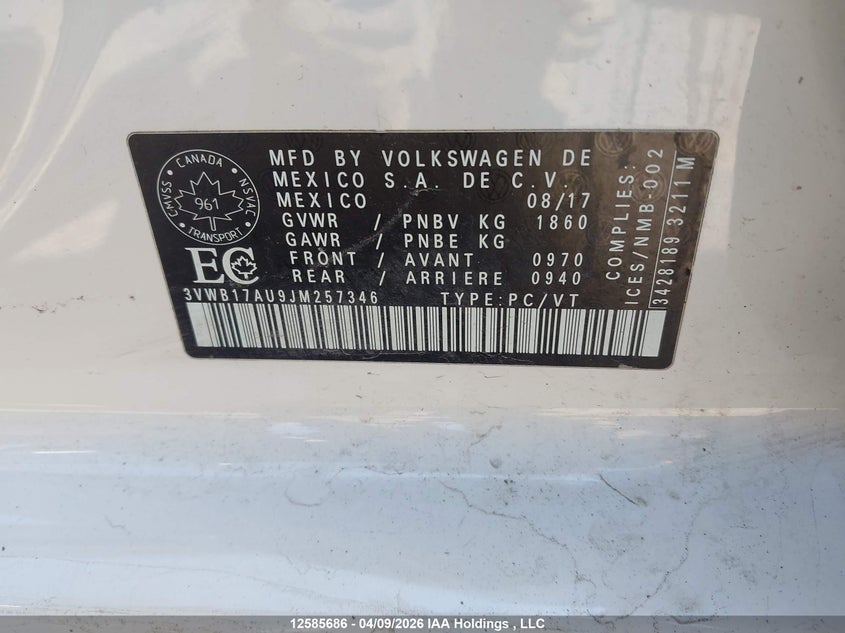 CANADA
CMVSS
NSVAC
961
TRANSPORT
EC
MFD BY VOLKSWAGEN DE
MEXICO S.A. DE C.V.
MEXICO 08/17
GVWR / PNBV KG 1860
GAWR / PNBE KG
FRONT / AVANT 0970
REAR / ARRIERE 0940
3VWB17AU9JM257346 TYPE:PC/VT
COMPLIES:
ICES/NMB-002
3428189 3211 M
12585686 - 04/09/2026 IAA Holdings , LLC